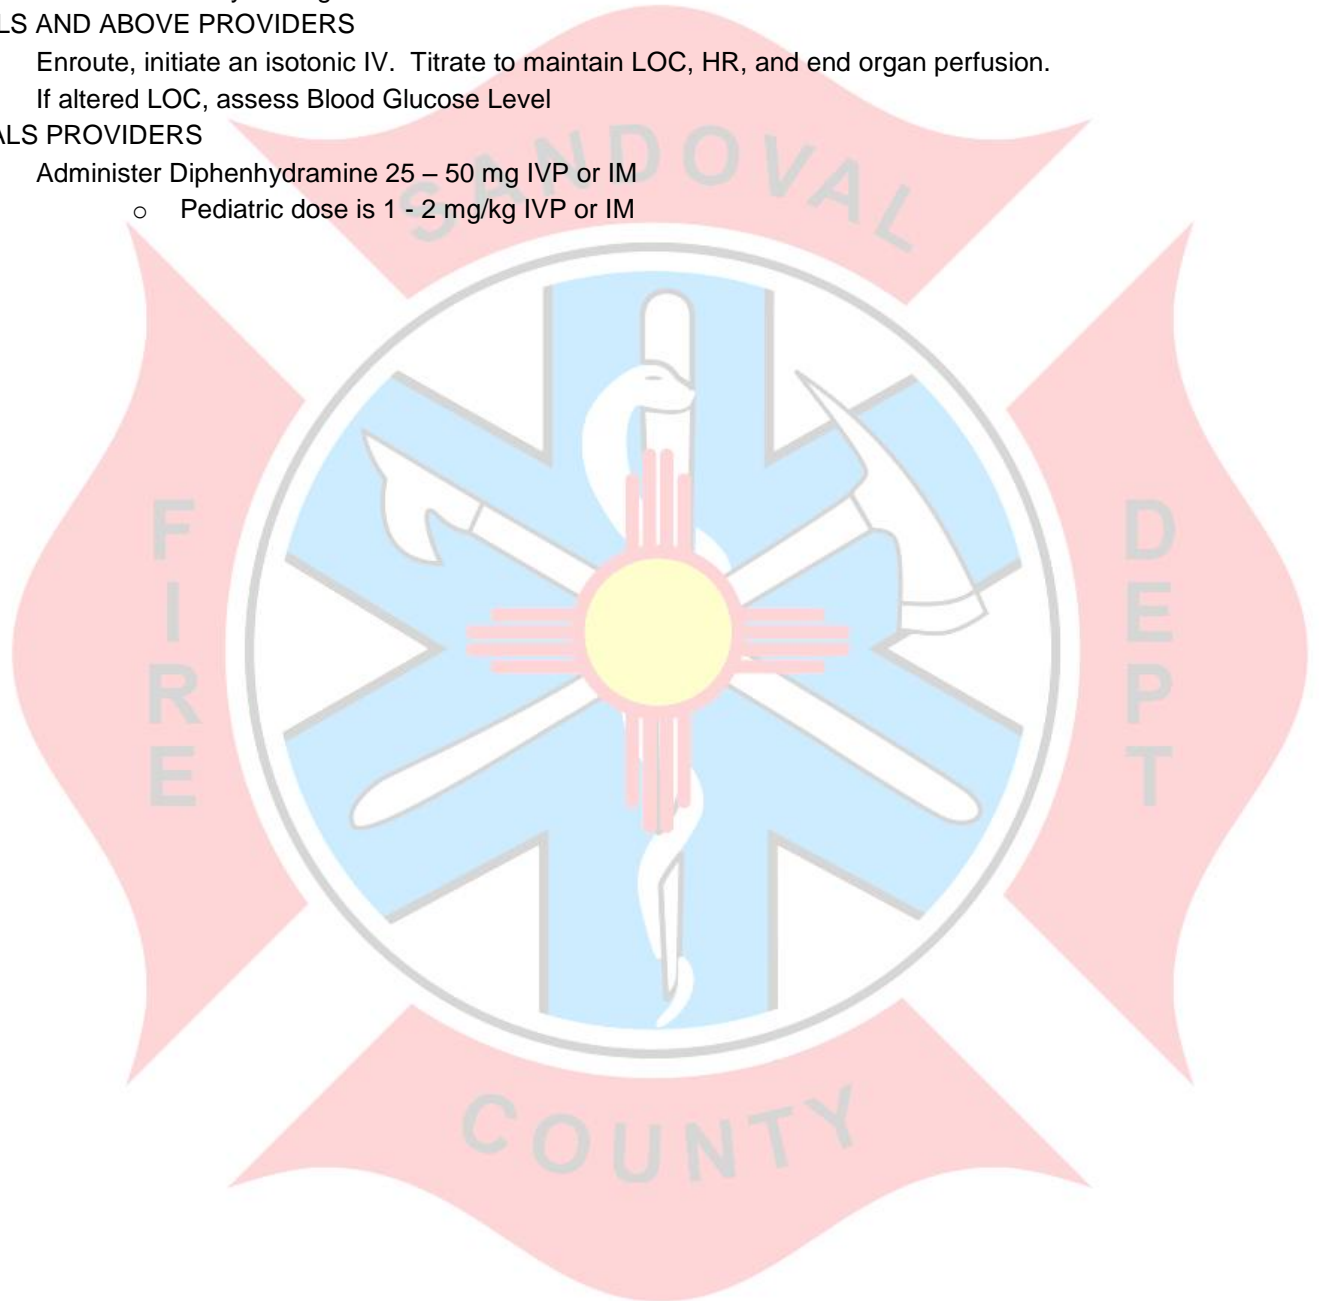 LS AND ABOVE PROVIDERS
Enroute, initiate an isotonic IV.  Titrate to maintain LOC, HR, and end organ perfusion.
If altered LOC, assess Blood Glucose Level
ALS PROVIDERS
Administer Diphenhydramine 25 – 50 mg IVP or IM
○ Pediatric dose is 1 - 2 mg/kg IVP or IM
SANDOVAL
FIRE
DEPT
COUNTY